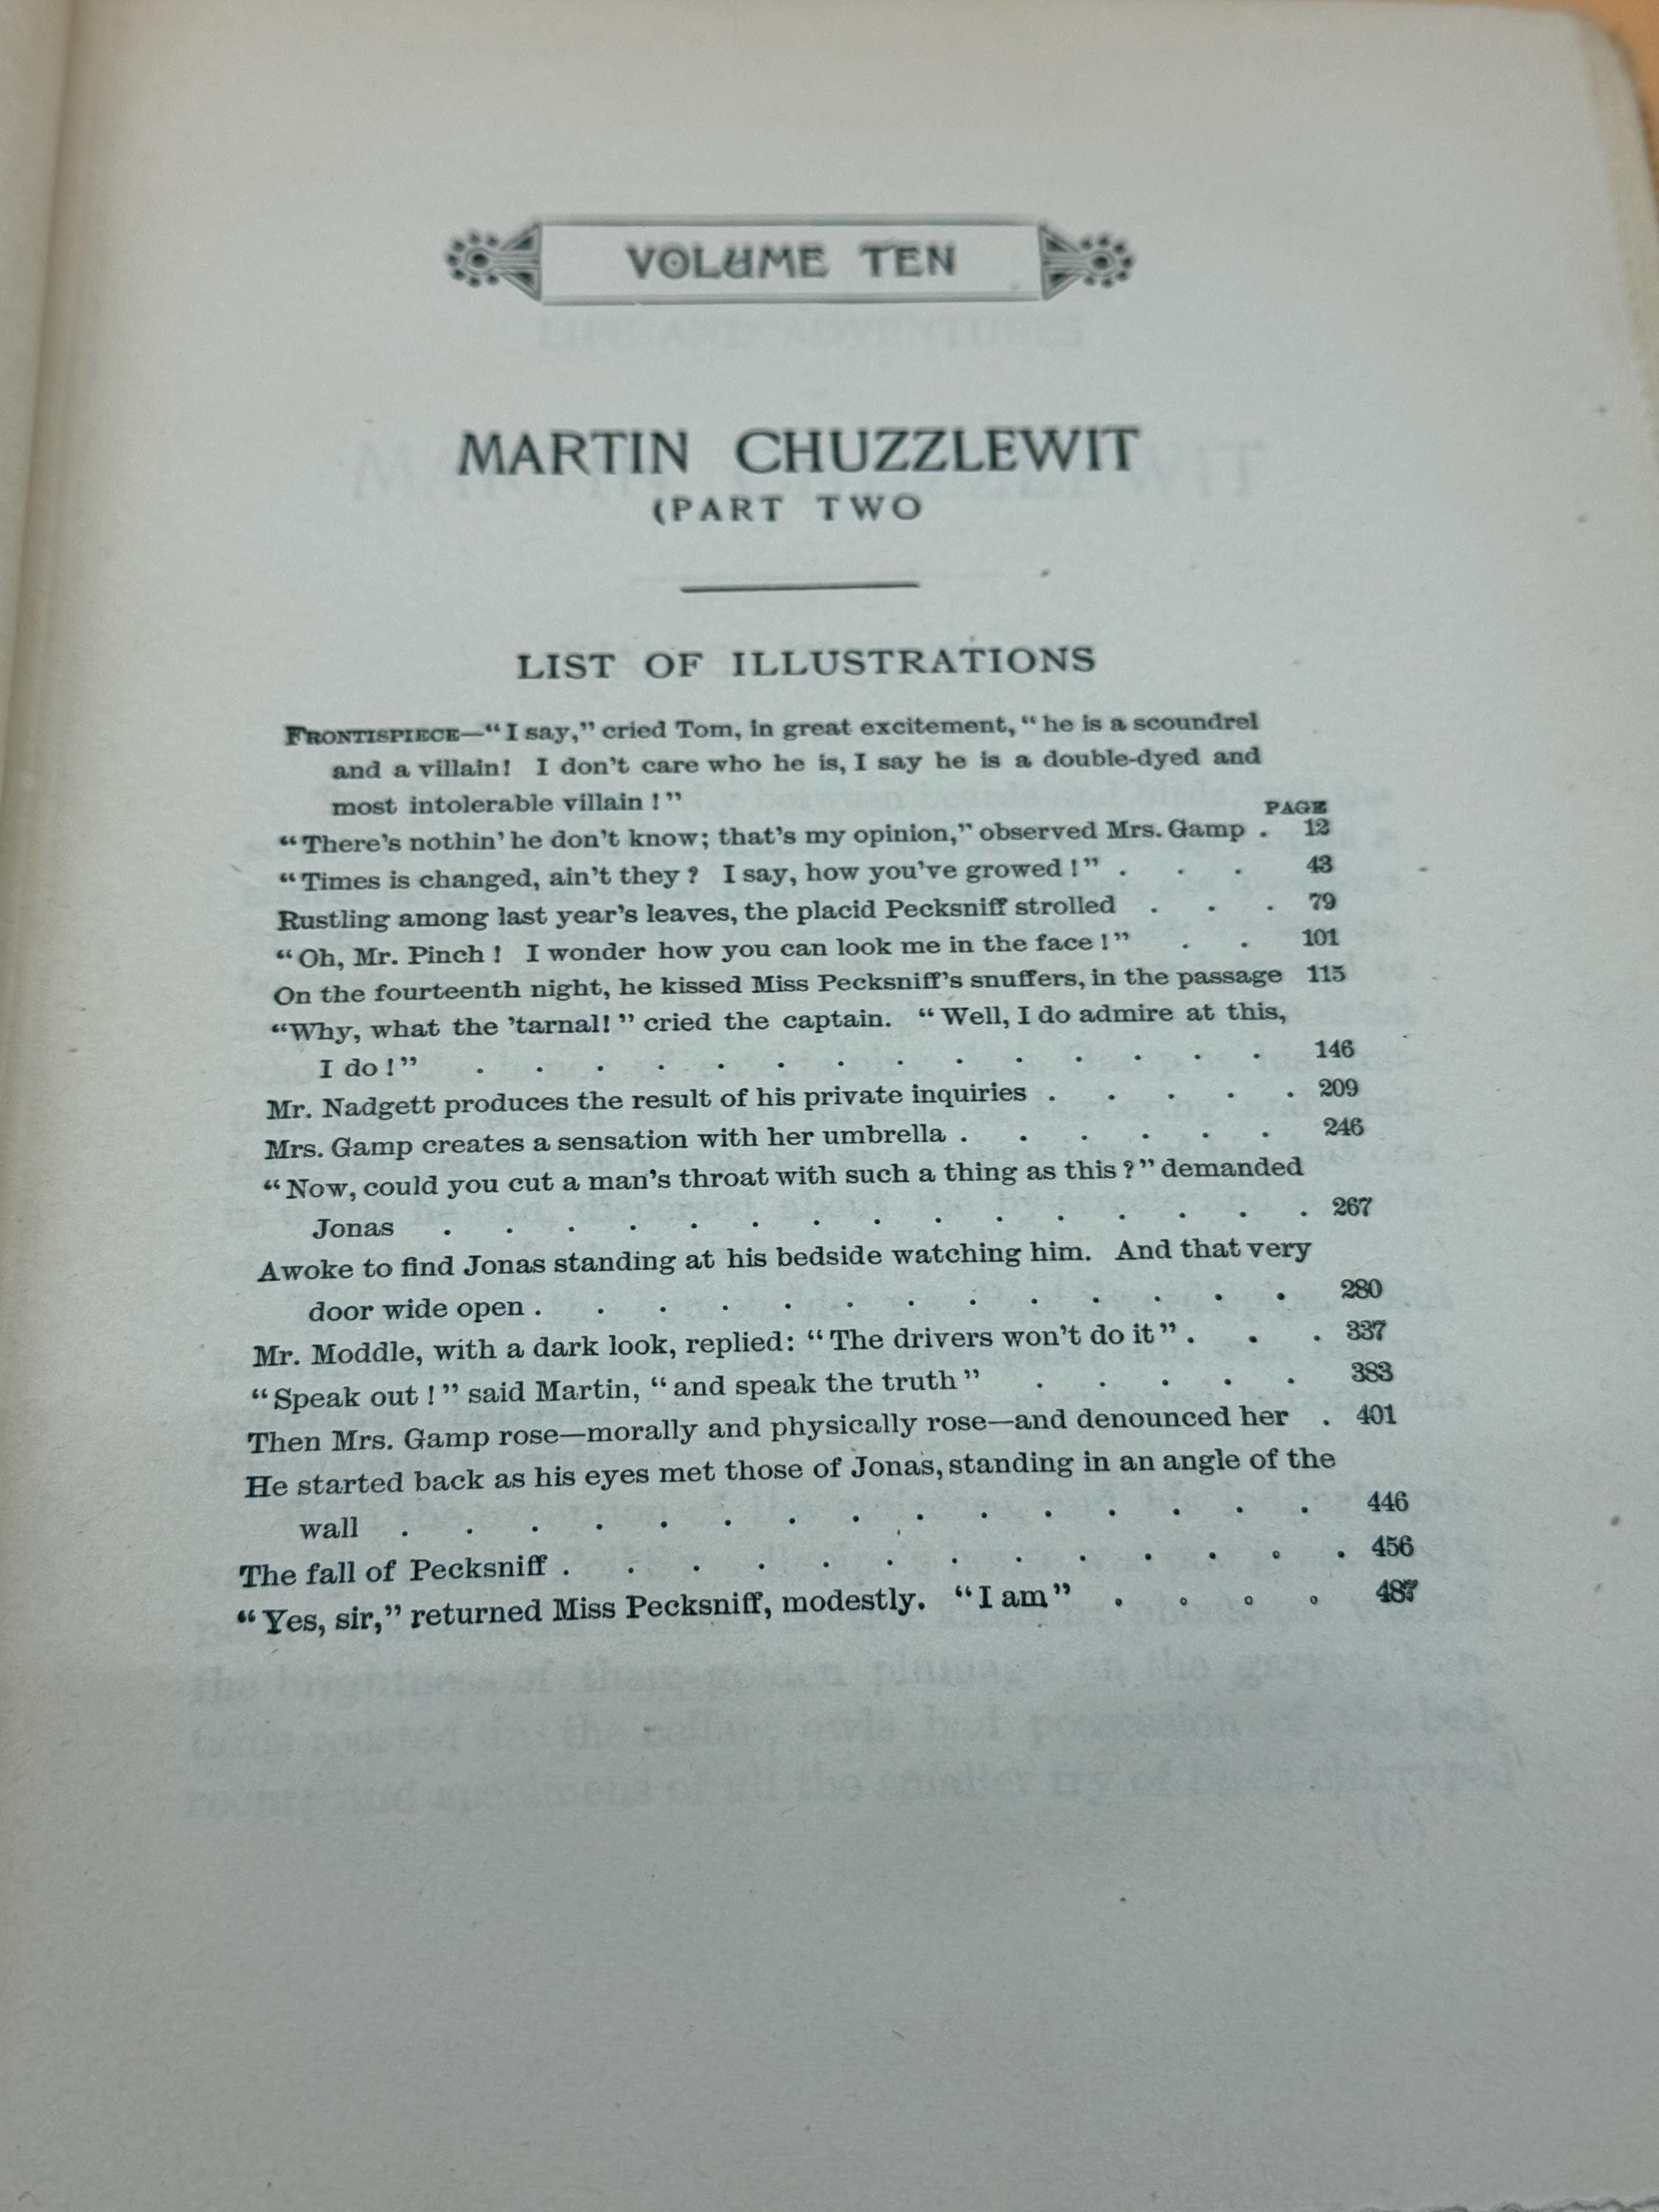 VOLUME TEN
MARTIN CHUZZLEWIT
(PART TWO
LIST OF ILLUSTRATIONS
FRONTISPIECE—“I say,” cried Tom, in great excitement, “he is a scoundrel
and a villain! I don't care who he is, I say he is a double-dyed and
most intolerable villain!”
PAGE
“There's nothin' he don't know; that's my opinion,” observed Mrs. Gamp . 12
“Times is changed, ain't they? I say, how you've growed!” . . . 43
Rustling among last year's leaves, the placid Pecksniff strolled . . . 79
“Oh, Mr. Pinch! I wonder how you can look me in the face!” . . 101
On the fourteenth night, he kissed Miss Pecksniff's snuffers, in the passage 115
“Why, what the 'tarnal!” cried the captain. “Well, I do admire at this,
I do!” . . . . . . . . . . . . . . 146
Mr. Nadgett produces the result of his private inquiries . . . . . 209
Mrs. Gamp creates a sensation with her umbrella . . . . . . 246
“Now, could you cut a man's throat with such a thing as this?” demanded
Jonas . . . . . . . . . . . . . . . 267
Awoke to find Jonas standing at his bedside watching him. And that very
door wide open . . . . . . . . . . . . . 280
Mr. Moddle, with a dark look, replied: “The drivers won't do it” . . . 337
“Speak out!” said Martin, “and speak the truth” . . . . . 383
Then Mrs. Gamp rose—morally and physically rose—and denounced her . 401
He started back as his eyes met those of Jonas, standing in an angle of the
wall . . . . . . . . . . . . . . . 446
The fall of Pecksniff . . . . . . . . . . . . . 456
“Yes, sir,” returned Miss Pecksniff, modestly. “I am” . . . . 487